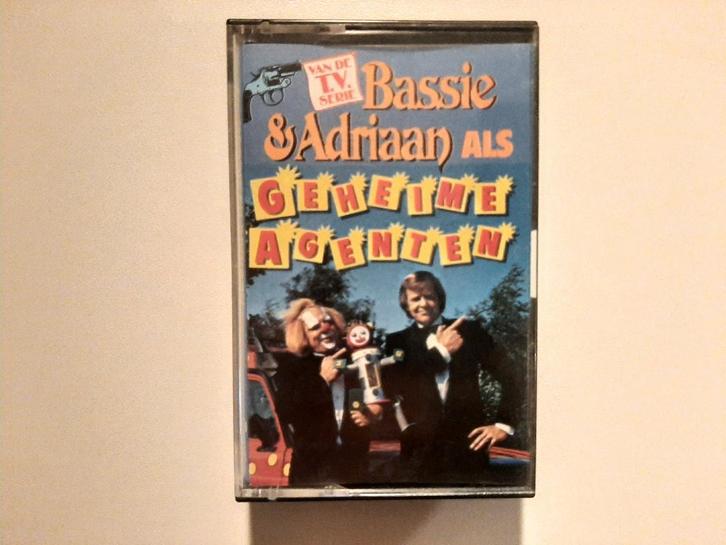 VAN DE
T.V.
SERIE
Bassie
& Adriaan ALS
GEHEIME
AGENTEN